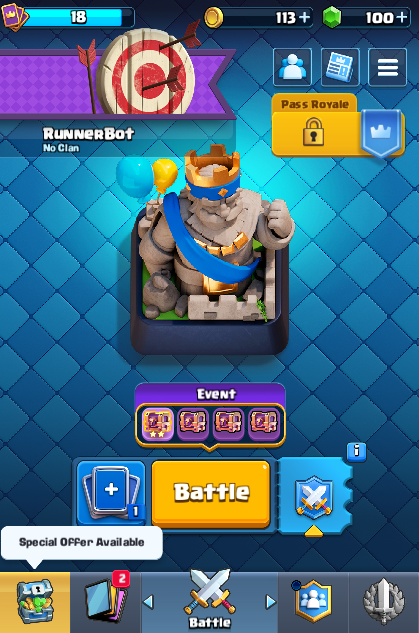 18
113 +
100 +
Pass Royale
RunnerBot
No Clan
Event
+
1
Battle
i
Special Offer Available
2
Battle